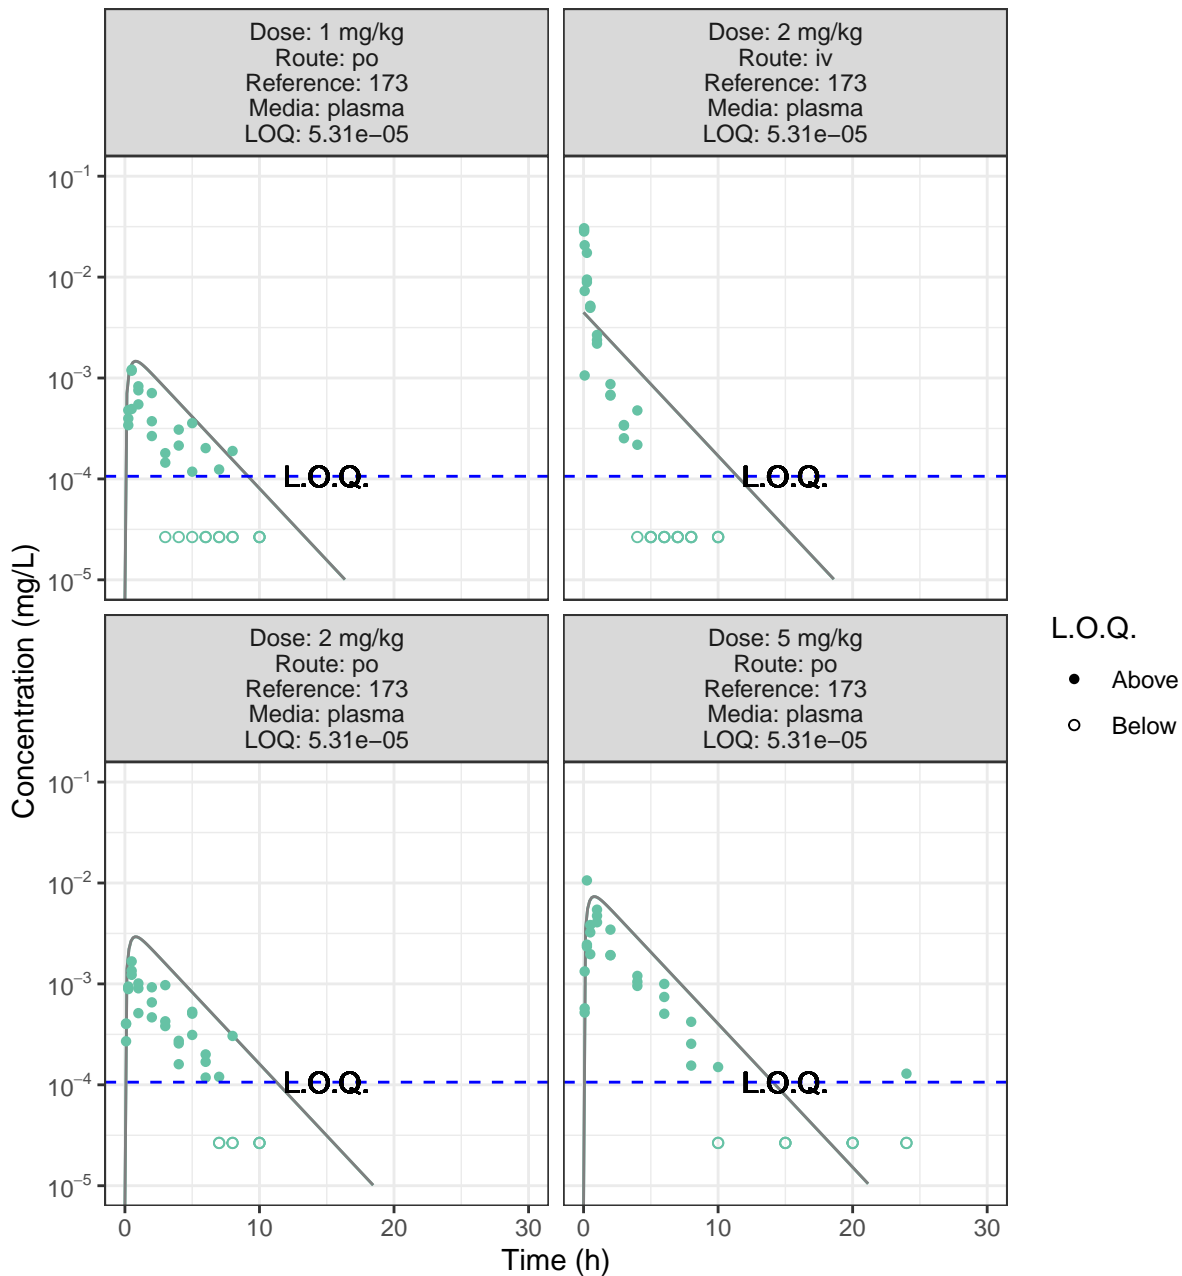 Dose: 1 mg/kg
Route: po
Reference: 173
Media: plasma
LOQ: 5.31e−05
Dose: 2 mg/kg
Route: iv
Reference: 173
Media: plasma
LOQ: 5.31e−05
10⁻¹
10⁻²
10⁻³
10⁻⁴
10⁻⁵
L.O.Q.
L.O.Q.
Dose: 2 mg/kg
Route: po
Reference: 173
Media: plasma
LOQ: 5.31e−05
Dose: 5 mg/kg
Route: po
Reference: 173
Media: plasma
LOQ: 5.31e−05
10⁻¹
10⁻²
10⁻³
10⁻⁴
10⁻⁵
L.O.Q.
L.O.Q.
0 10 20 30
0 10 20 30
Time (h)
Concentration (mg/L)
L.O.Q.
Above
Below